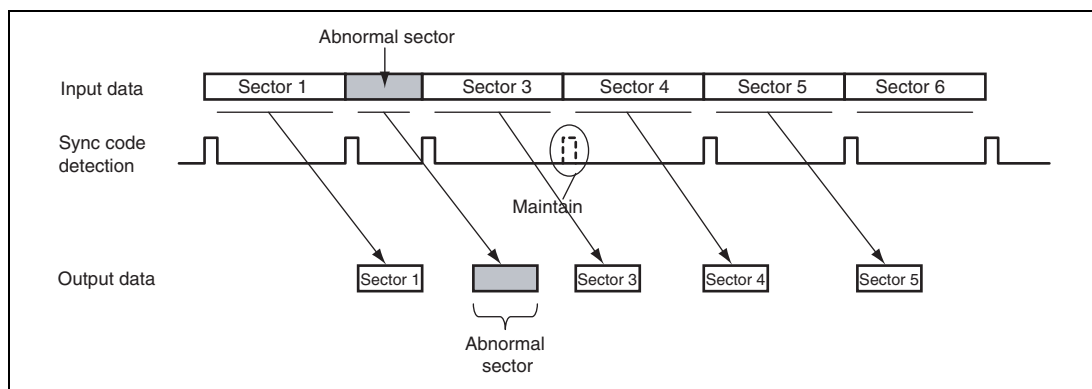 Abnormal sector
Input data
Sector 1
Sector 3
Sector 4
Sector 5
Sector 6
Sync code
detection
Maintain
Output data
Sector 1
Sector 3
Sector 4
Sector 5
Abnormal
sector